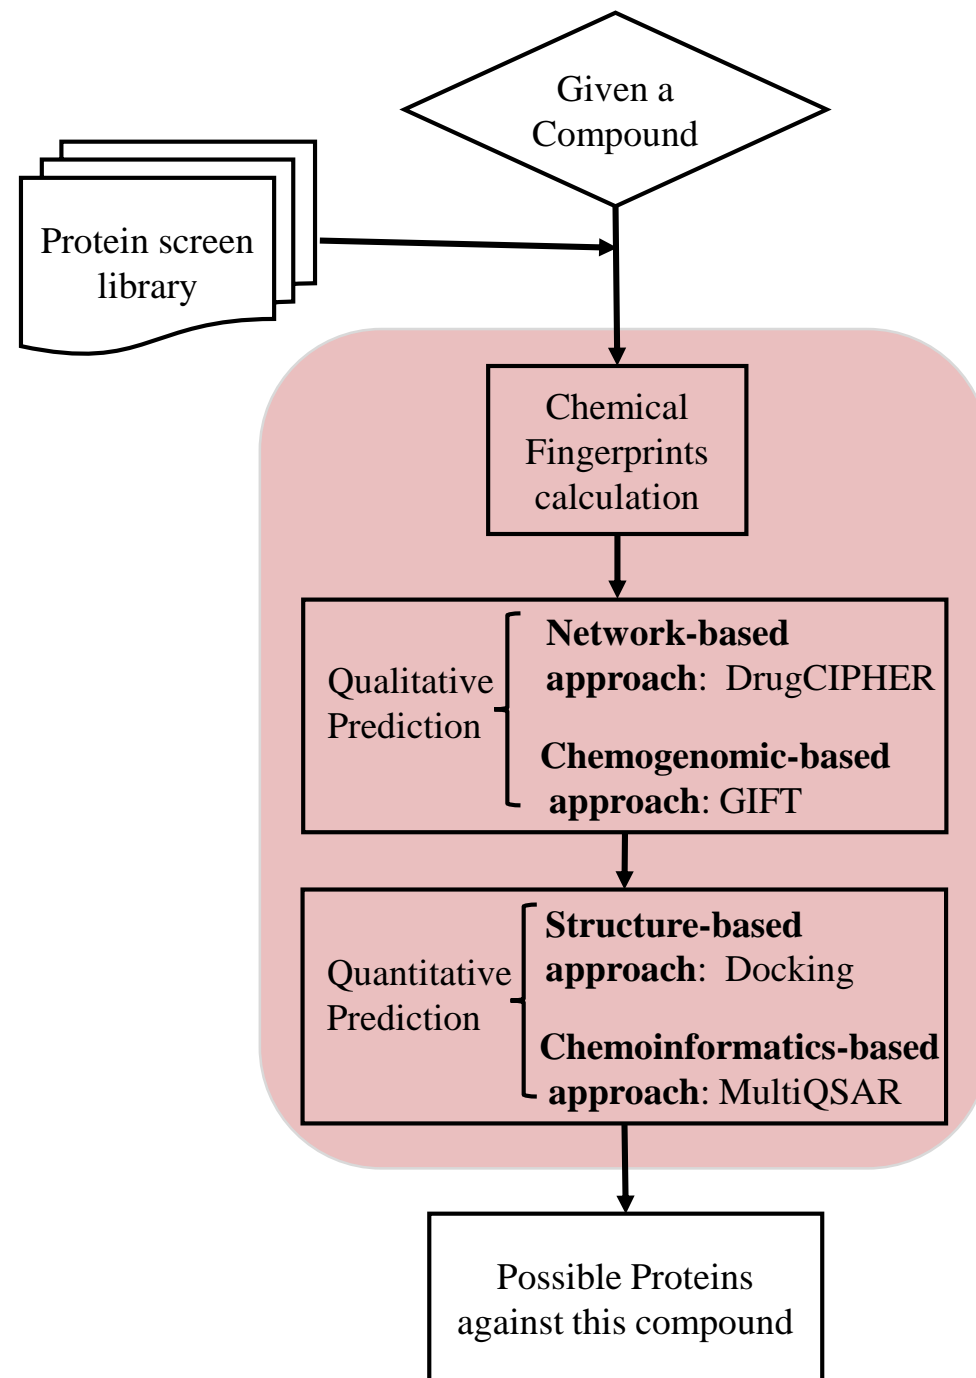 Given a
Compound
Protein screen
library
Chemical
Fingerprints
calculation
Qualitative
Prediction
Network-based
approach: DrugCIPHER
Chemogenomic-based
approach: GIFT
Quantitative
Prediction
Structure-based
approach: Docking
Chemoinformatics-based
approach: MultiQSAR
Possible Proteins
against this compound